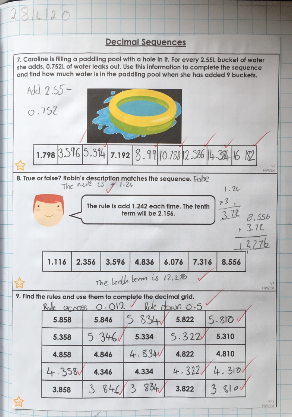 23/4/20
Decimal Sequences
7. Caroline is filling a paddling pool with a hole in it. For every 2.55L bucket of water
she adds, 0.752L of water leaks out. Use this information to complete the sequence
and find how much water is in the paddling pool when she has added 9 buckets.
Add 2.55 -
0.752
1.798 3.596 5.394 7.192 8.99 10.788 12.586 14.384 16.182
8. True or false? Robin's description matches the sequence. False
The rule is + 1.24
The rule is add 1.242 each time. The tenth
term will be 2.156.
1.24
3.72
8.556
3.72
12.276
1.116 2.356 3.596 4.836 6.076 7.316 8.556
The tenth term is 12.276
9. Find the rules and use them to complete the decimal grid.
Rule across 0.012 Rule down 0.5
5.858 5.846 5.834 5.822 5.810
5.358 5.346 5.334 5.322 5.310
4.858 4.846 4.834 4.822 4.810
4.358 4.346 4.334 4.322 4.310
3.858 3.846 3.834 3.822 3.810